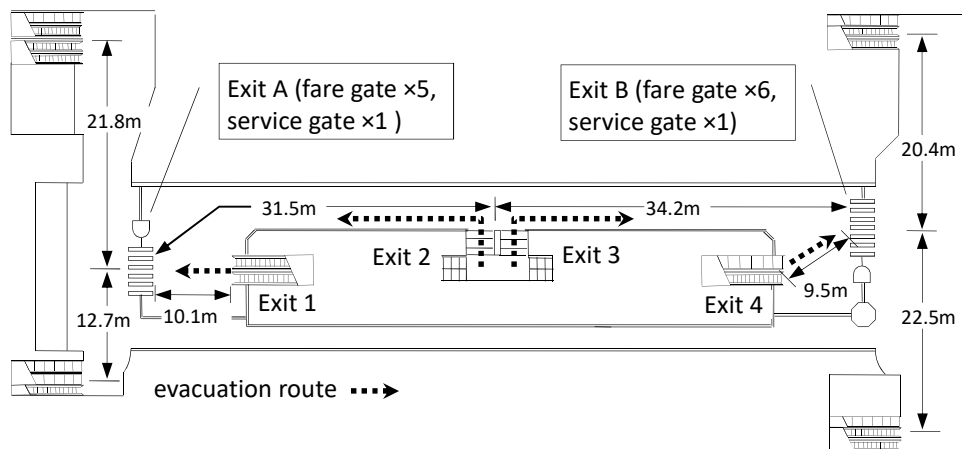 Exit A (fare gate ×5,
service gate ×1 )
Exit B (fare gate ×6,
service gate ×1)
21.8m
20.4m
31.5m
34.2m
Exit 2
Exit 3
Exit 1
Exit 4
9.5m
12.7m
10.1m
22.5m
evacuation route